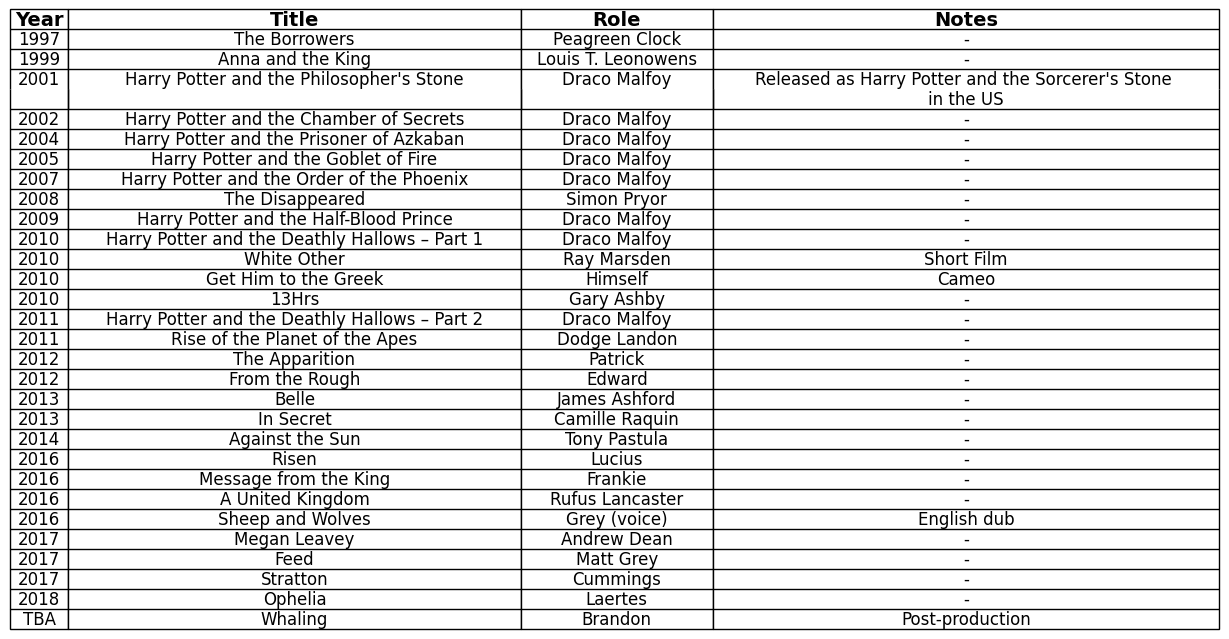 Year Title Role Notes
1997 The Borrowers Peagreen Clock -
1999 Anna and the King Louis T. Leonowens -
2001 Harry Potter and the Philosopher's Stone Draco Malfoy Released as Harry Potter and the Sorcerer's Stone
in the US
2002 Harry Potter and the Chamber of Secrets Draco Malfoy -
2004 Harry Potter and the Prisoner of Azkaban Draco Malfoy -
2005 Harry Potter and the Goblet of Fire Draco Malfoy -
2007 Harry Potter and the Order of the Phoenix Draco Malfoy -
2008 The Disappeared Simon Pryor -
2009 Harry Potter and the Half-Blood Prince Draco Malfoy -
2010 Harry Potter and the Deathly Hallows – Part 1 Draco Malfoy -
2010 White Other Ray Marsden Short Film
2010 Get Him to the Greek Himself Cameo
2010 13Hrs Gary Ashby -
2011 Harry Potter and the Deathly Hallows – Part 2 Draco Malfoy -
2011 Rise of the Planet of the Apes Dodge Landon -
2012 The Apparition Patrick -
2012 From the Rough Edward -
2013 Belle James Ashford -
2013 In Secret Camille Raquin -
2014 Against the Sun Tony Pastula -
2016 Risen Lucius -
2016 Message from the King Frankie -
2016 A United Kingdom Rufus Lancaster -
2016 Sheep and Wolves Grey (voice) English dub
2017 Megan Leavey Andrew Dean -
2017 Feed Matt Grey -
2017 Stratton Cummings -
2018 Ophelia Laertes -
TBA Whaling Brandon Post-production